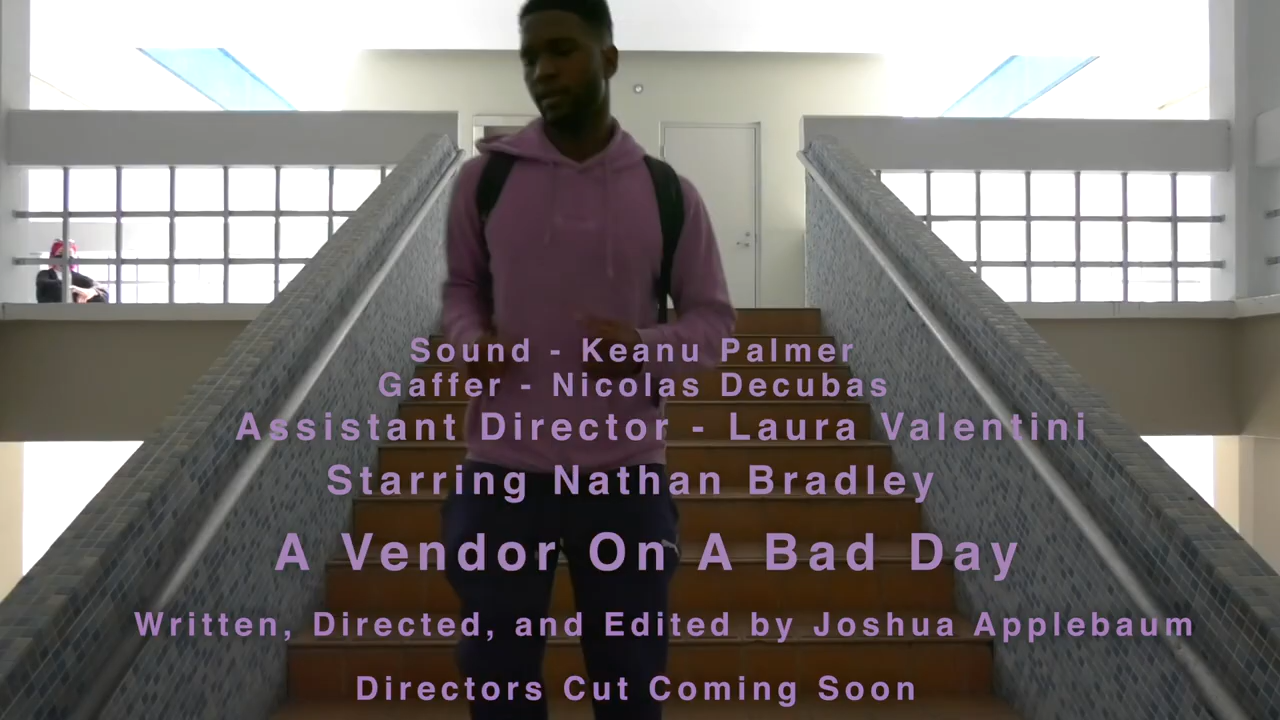 Sound - Keanu Palmer
Gaffer - Nicolas Decubas
Assistant Director - Laura Valentini
Starring Nathan Bradley
A Vendor On A Bad Day
Written, Directed, and Edited by Joshua Applebaum
Directors Cut Coming Soon